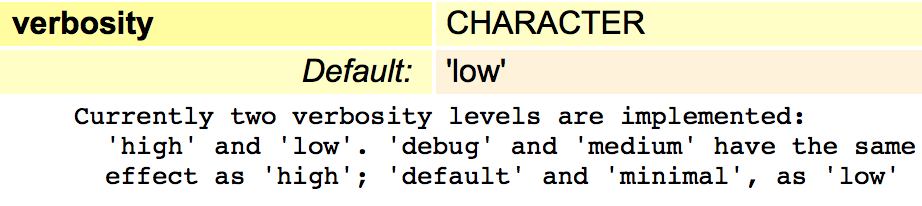 verbosity CHARACTER
Default: 'low'
Currently two verbosity levels are implemented:
'high' and 'low'. 'debug' and 'medium' have the same
effect as 'high'; 'default' and 'minimal', as 'low'